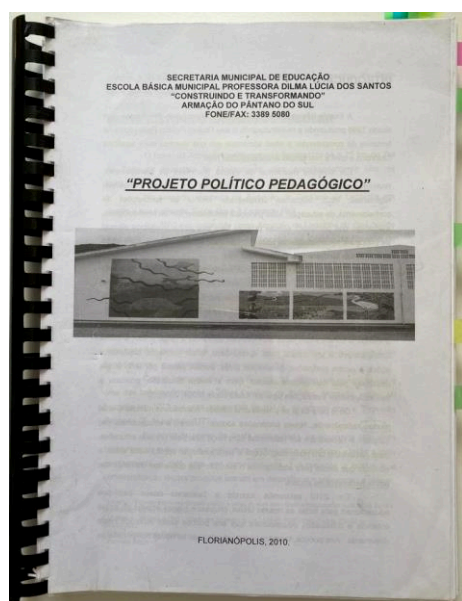 SECRETARIA MUNICIPAL DE EDUCAÇÃO
ESCOLA BÁSICA MUNICIPAL PROFESSORA DILMA LÚCIA DOS SANTOS
"CONSTRUINDO E TRANSFORMANDO"
ARMAÇÃO DO PÂNTANO DO SUL
FONE/FAX: 3389 5080
"PROJETO POLÍTICO PEDAGÓGICO"
FLORIANÓPOLIS, 2010.